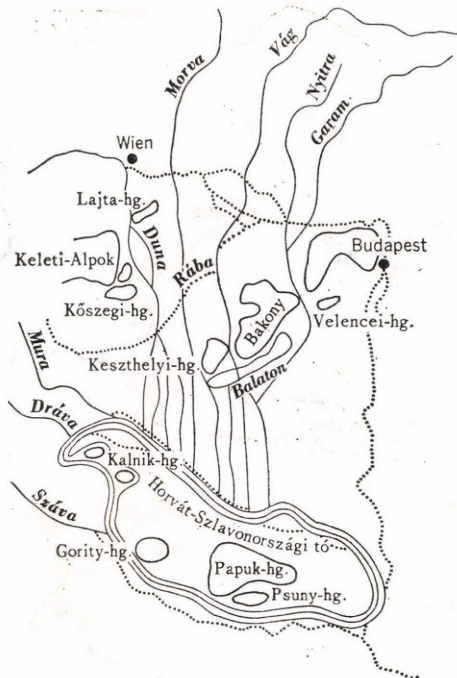 Morva
Vág
Nyitra
Garam
Wien
Lajta-hg.
Duna
Keleti-Alpok
Rába
Budapest
Kőszegi-hg.
Bakony
Velencei-hg.
Keszthelyi-hg.
Balaton
Mura
Dráva
Kalnik-hg.
Száva
Horvát-Szlavonországi tó
Gority-hg.
Papuk-hg.
Psuny-hg.